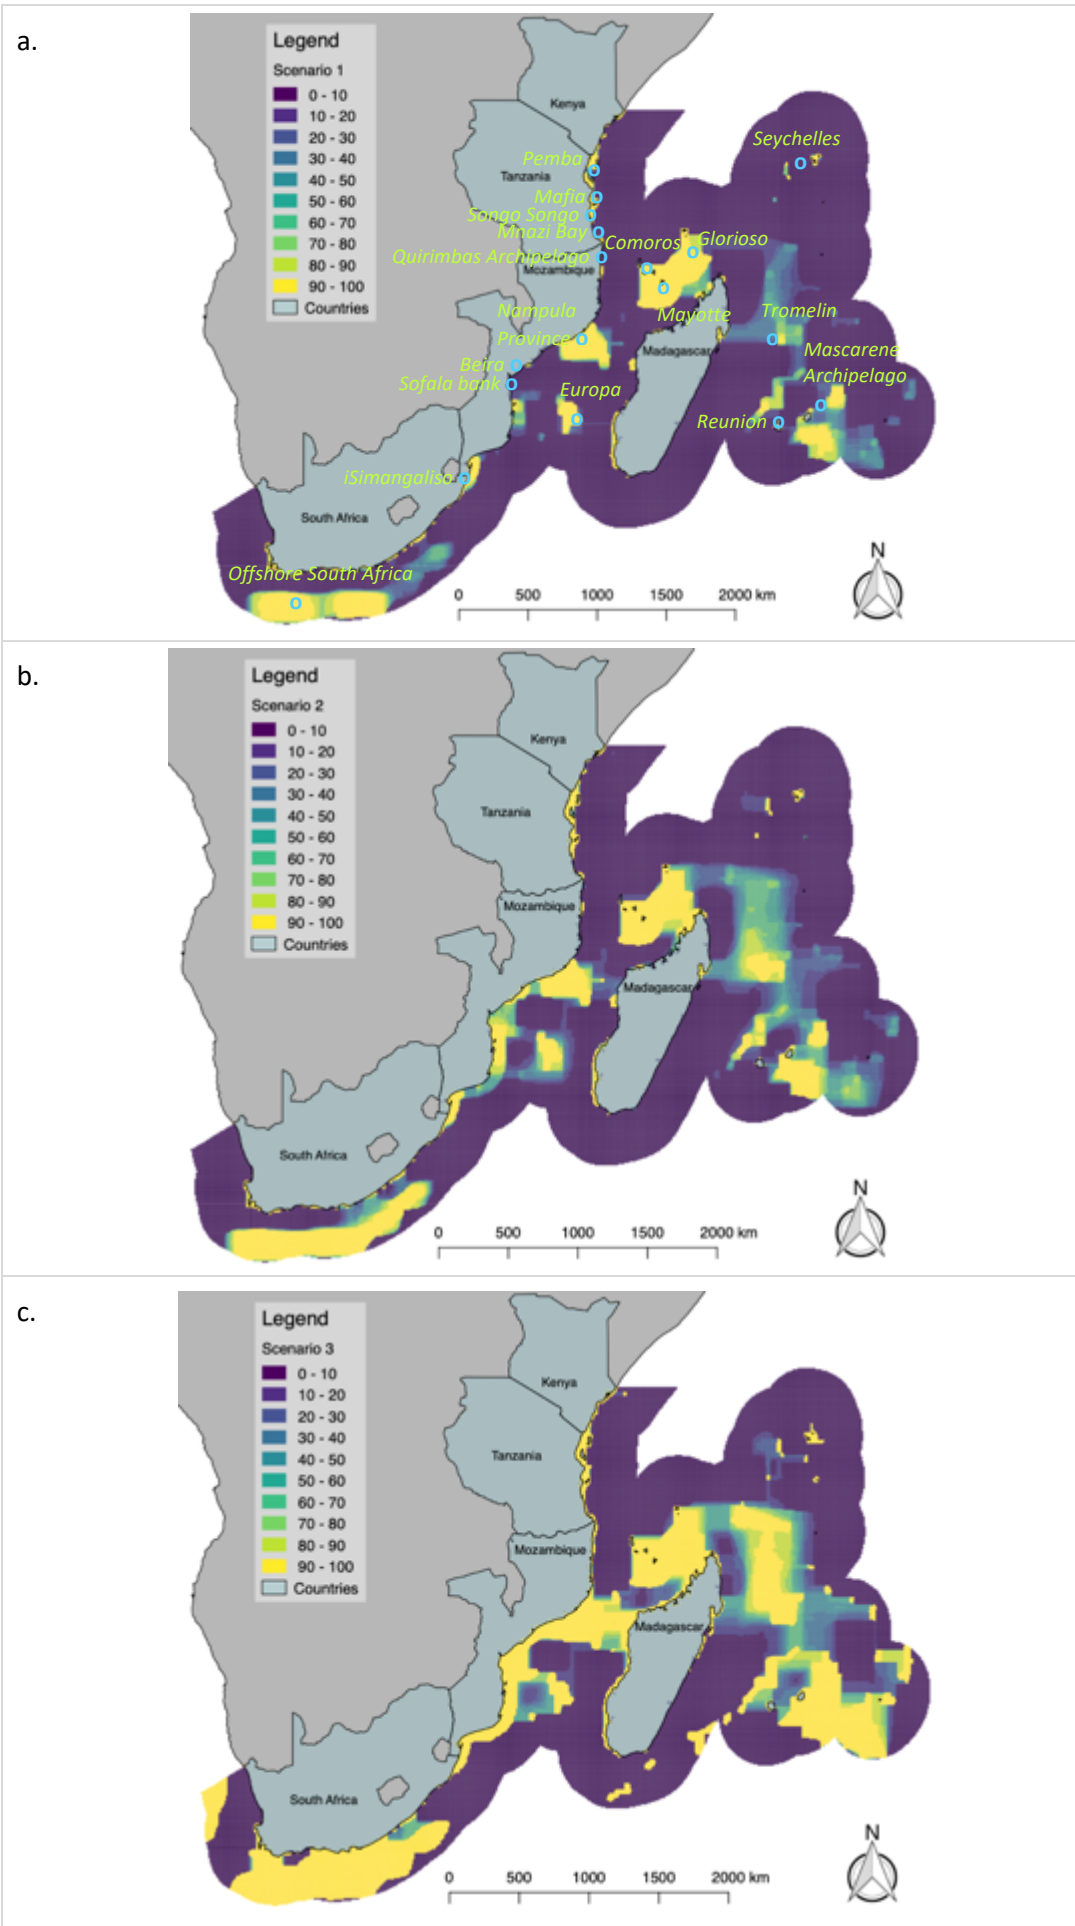 a.
Legend
Scenario 1
0 - 10
10 - 20
20 - 30
30 - 40
40 - 50
50 - 60
60 - 70
70 - 80
80 - 90
90 - 100
Countries
Kenya
Seychelles
Pemba
Tanzania
Mafia
Songo Songo
Mnazi Bay
Comoros
Glorioso
Quirimbas Archipelago
Mozambique
Nampula
Province
Mayotte
Tromelin
Madagascar
Mascarene
Archipelago
Beira
Sofala bank
Europa
Reunion
iSimangaliso
South Africa
Offshore South Africa
N
0 500 1000 1500 2000 km
b.
Legend
Scenario 2
0 - 10
10 - 20
20 - 30
30 - 40
40 - 50
50 - 60
60 - 70
70 - 80
80 - 90
90 - 100
Countries
Kenya
Tanzania
Mozambique
Madagascar
South Africa
N
0 500 1000 1500 2000 km
c.
Legend
Scenario 3
0 - 10
10 - 20
20 - 30
30 - 40
40 - 50
50 - 60
60 - 70
70 - 80
80 - 90
90 - 100
Countries
Kenya
Tanzania
Mozambique
Madagascar
South Africa
N
0 500 1000 1500 2000 km